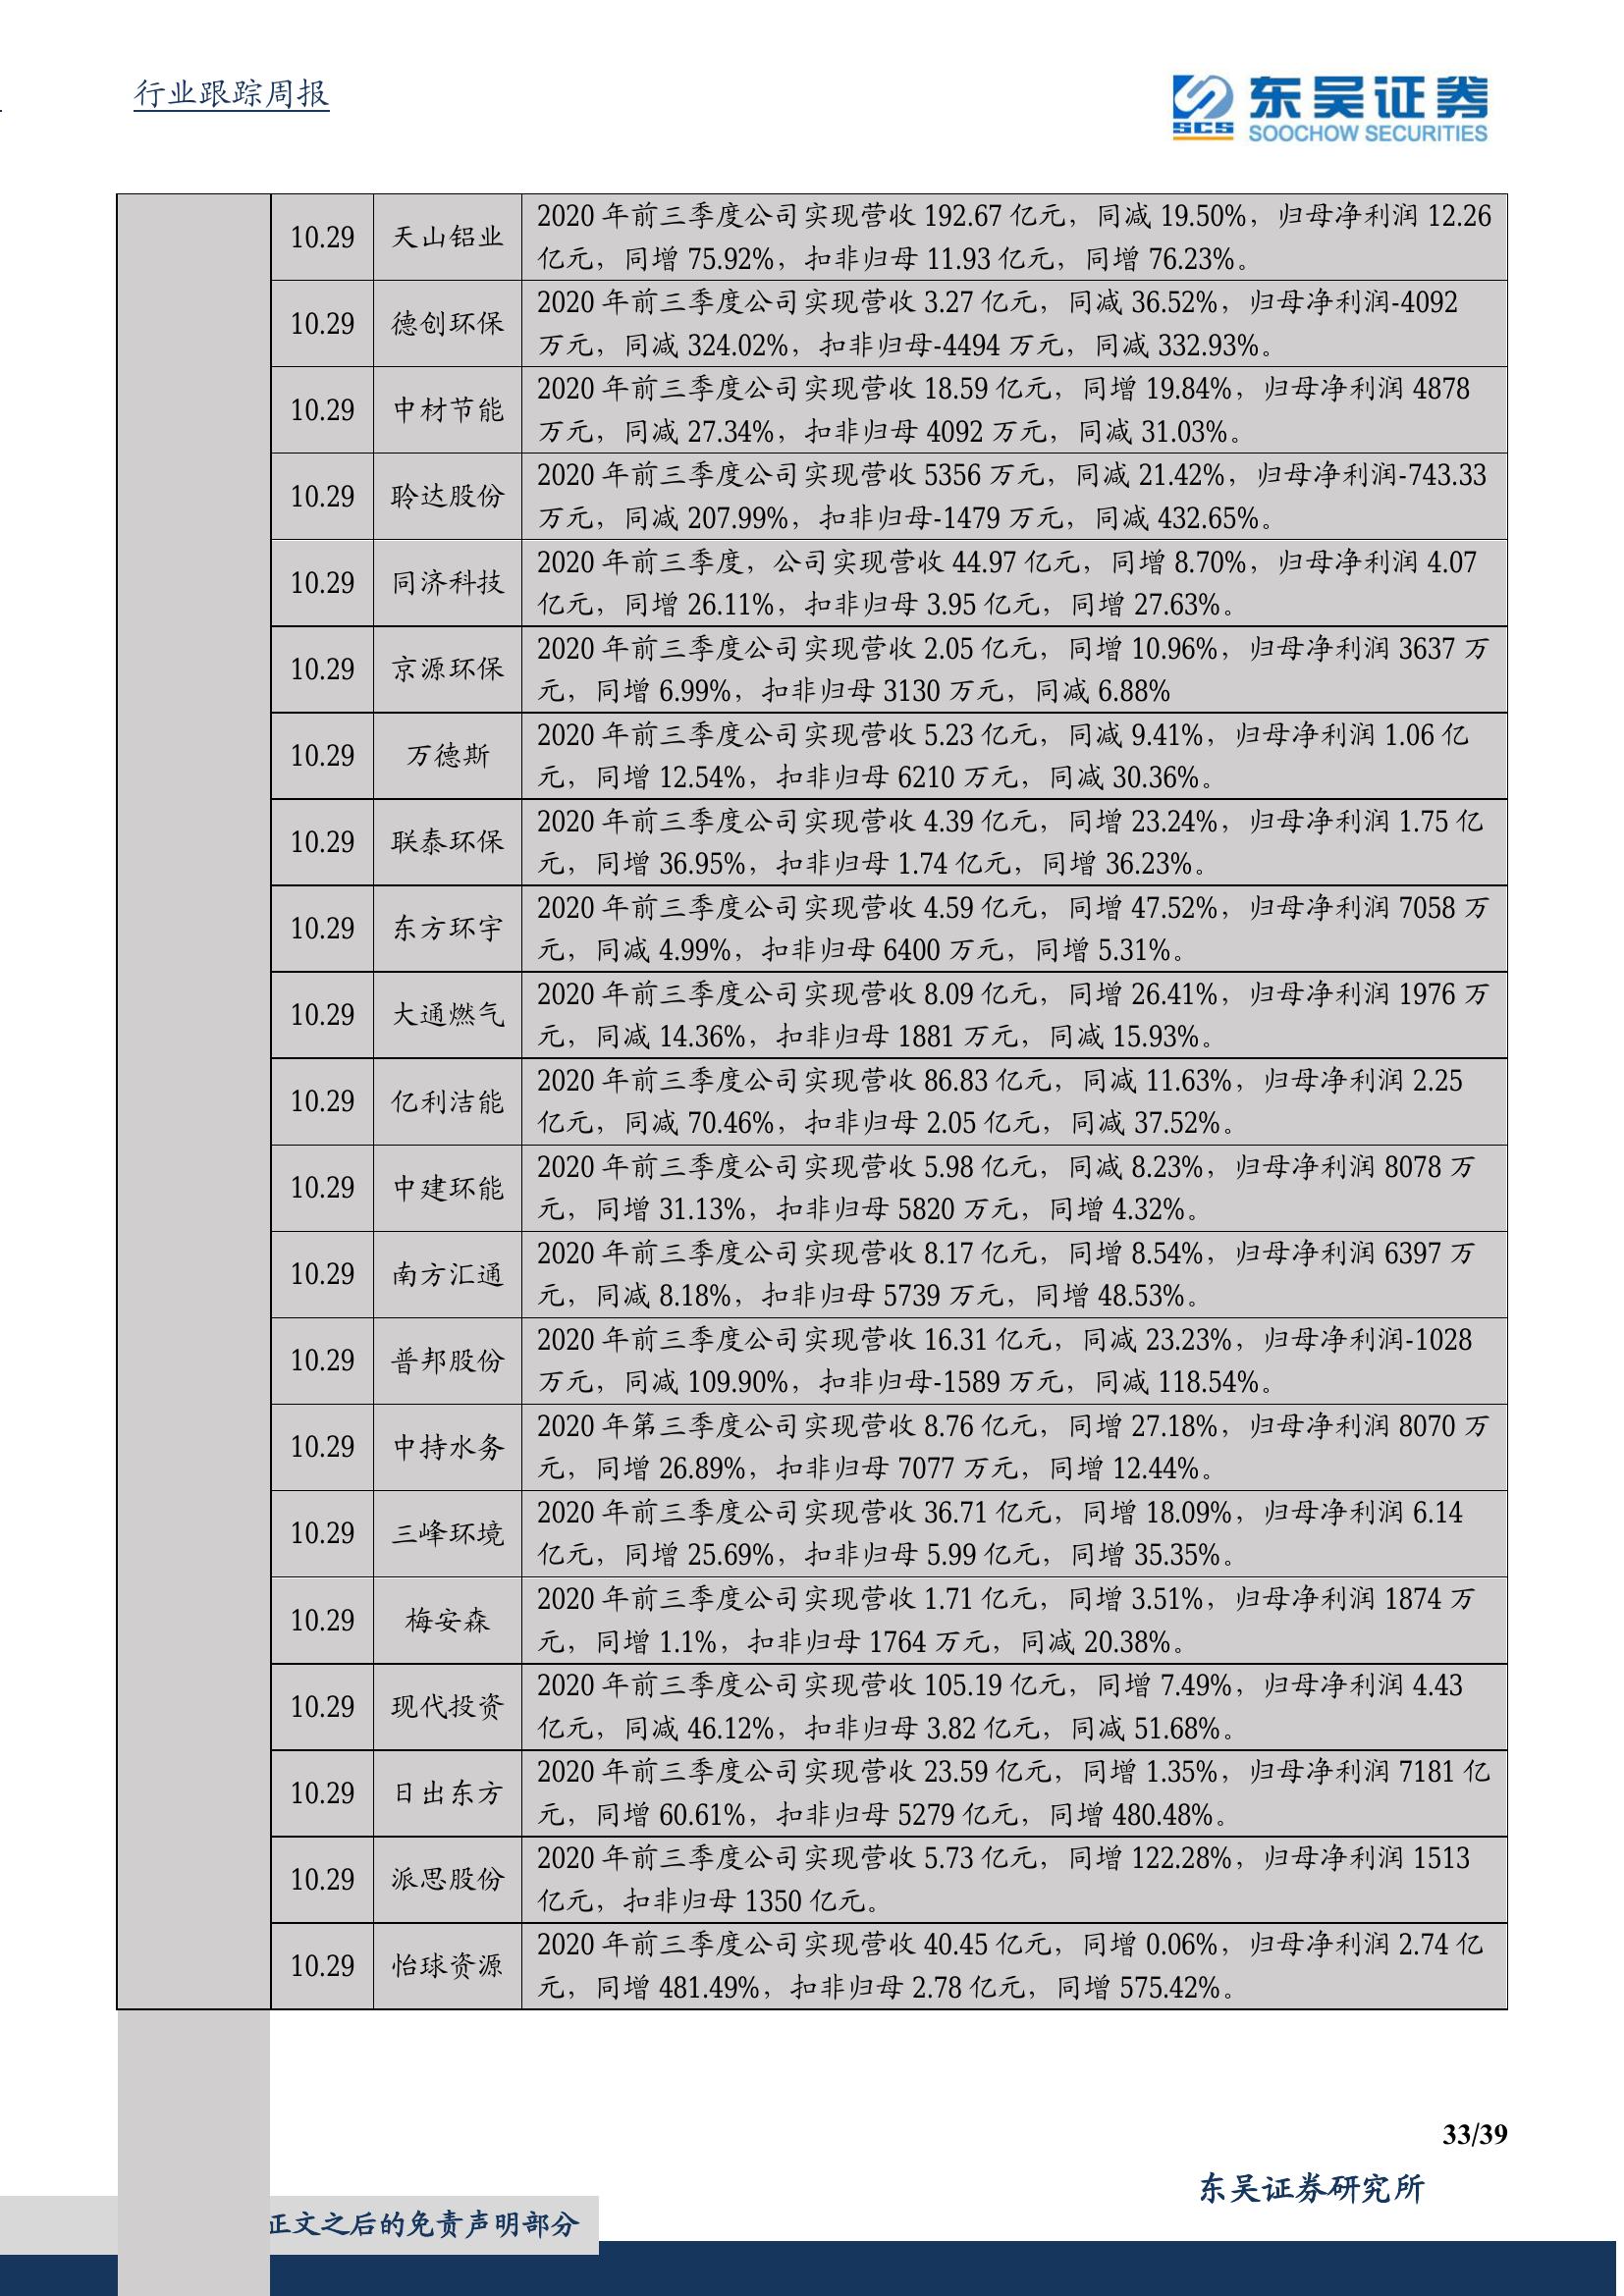 行业跟踪周报
东吴证券
SCS
SOOCHOW SECURITIES
10.29
天山铝业
2020 年前三季度公司实现营收 192.67 亿元，同减 19.50%，归母净利润 12.26
亿元，同增 75.92%，扣非归母 11.93 亿元，同增 76.23%。
10.29
德创环保
2020 年前三季度公司实现营收 3.27 亿元，同减 36.52%，归母净利润-4092
万元，同减 324.02%，扣非归母-4494 万元，同减 332.93%。
10.29
中材节能
2020 年前三季度公司实现营收 18.59 亿元，同增 19.84%，归母净利润 4878
万元，同减 27.34%，扣非归母 4092 万元，同减 31.03%。
10.29
聆达股份
2020 年前三季度公司实现营收 5356 万元，同减 21.42%，归母净利润-743.33
万元，同减 207.99%，扣非归母-1479 万元，同减 432.65%。
10.29
同济科技
2020 年前三季度，公司实现营收 44.97 亿元，同增 8.70%，归母净利润 4.07
亿元，同增 26.11%，扣非归母 3.95 亿元，同增 27.63%。
10.29
京源环保
2020 年前三季度公司实现营收 2.05 亿元，同增 10.96%，归母净利润 3637 万
元，同增 6.99%，扣非归母 3130 万元，同减 6.88%
10.29
万德斯
2020 年前三季度公司实现营收 5.23 亿元，同减 9.41%，归母净利润 1.06 亿
元，同增 12.54%，扣非归母 6210 万元，同减 30.36%。
10.29
联泰环保
2020 年前三季度公司实现营收 4.39 亿元，同增 23.24%，归母净利润 1.75 亿
元，同增 36.95%，扣非归母 1.74 亿元，同增 36.23%。
10.29
东方环宇
2020 年前三季度公司实现营收 4.59 亿元，同增 47.52%，归母净利润 7058 万
元，同减 4.99%，扣非归母 6400 万元，同增 5.31%。
10.29
大通燃气
2020 年前三季度公司实现营收 8.09 亿元，同增 26.41%，归母净利润 1976 万
元，同减 14.36%，扣非归母 1881 万元，同减 15.93%。
10.29
亿利洁能
2020 年前三季度公司实现营收 86.83 亿元，同减 11.63%，归母净利润 2.25
亿元，同减 70.46%，扣非归母 2.05 亿元，同减 37.52%。
10.29
中建环能
2020 年前三季度公司实现营收 5.98 亿元，同减 8.23%，归母净利润 8078 万
元，同增 31.13%，扣非归母 5820 万元，同增 4.32%。
10.29
南方汇通
2020 年前三季度公司实现营收 8.17 亿元，同增 8.54%，归母净利润 6397 万
元，同减 8.18%，扣非归母 5739 万元，同增 48.53%。
10.29
普邦股份
2020 年前三季度公司实现营收 16.31 亿元，同减 23.23%，归母净利润-1028
万元，同减 109.90%，扣非归母-1589 万元，同减 118.54%。
10.29
中持水务
2020 年第三季度公司实现营收 8.76 亿元，同增 27.18%，归母净利润 8070 万
元，同增 26.89%，扣非归母 7077 万元，同增 12.44%。
10.29
三峰环境
2020 年前三季度公司实现营收 36.71 亿元，同增 18.09%，归母净利润 6.14
亿元，同增 25.69%，扣非归母 5.99 亿元，同增 35.35%。
10.29
梅安森
2020 年前三季度公司实现营收 1.71 亿元，同增 3.51%，归母净利润 1874 万
元，同增 1.1%，扣非归母 1764 万元，同减 20.38%。
10.29
现代投资
2020 年前三季度公司实现营收 105.19 亿元，同增 7.49%，归母净利润 4.43
亿元，同减 46.12%，扣非归母 3.82 亿元，同减 51.68%。
10.29
日出东方
2020 年前三季度公司实现营收 23.59 亿元，同增 1.35%，归母净利润 7181 亿
元，同增 60.61%，扣非归母 5279 亿元，同增 480.48%。
10.29
派思股份
2020 年前三季度公司实现营收 5.73 亿元，同增 122.28%，归母净利润 1513
亿元，扣非归母 1350 亿元。
10.29
怡球资源
2020 年前三季度公司实现营收 40.45 亿元，同增 0.06%，归母净利润 2.74 亿
元，同增 481.49%，扣非归母 2.78 亿元，同增 575.42%。
33/39
东吴证券研究所
正文之后的免责声明部分